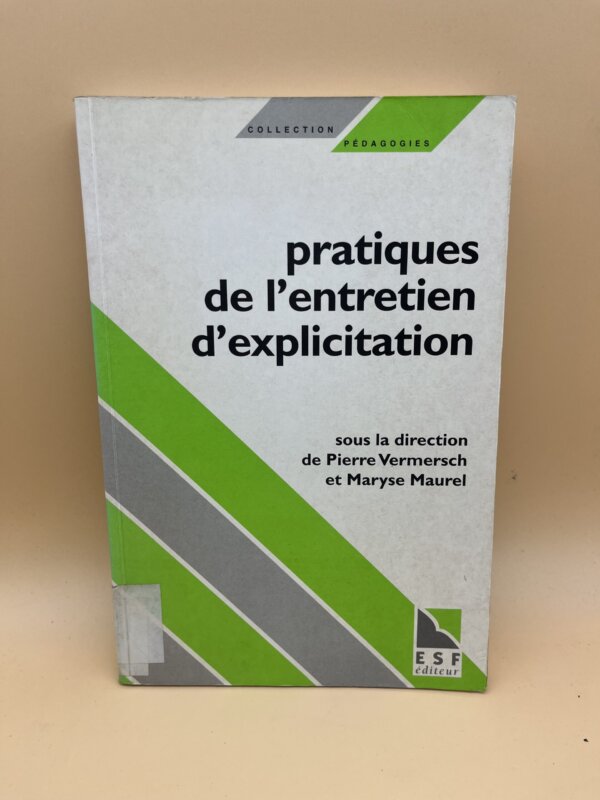 COLLECTION
PÉDAGOGIES
pratiques
de l'entretien
d'explicitation
sous la direction
de Pierre Vermersch
et Maryse Maurel
ESF
éditeur